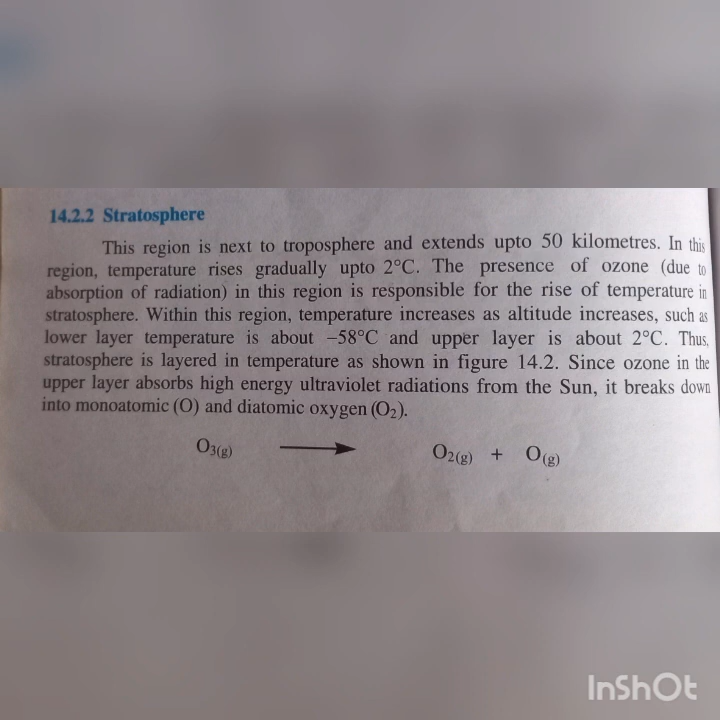 14.2.2 Stratosphere
This region is next to troposphere and extends upto 50 kilometres. In this
region, temperature rises gradually upto 2°C. The presence of ozone (due to
absorption of radiation) in this region is responsible for the rise of temperature in
stratosphere. Within this region, temperature increases as altitude increases, such as
lower layer temperature is about –58°C and upper layer is about 2°C. Thus,
stratosphere is layered in temperature as shown in figure 14.2. Since ozone in the
upper layer absorbs high energy ultraviolet radiations from the Sun, it breaks down
into monoatomic (O) and diatomic oxygen (O₂).
O₃(g) ⟶ O₂(g) + O(g)
InShOt